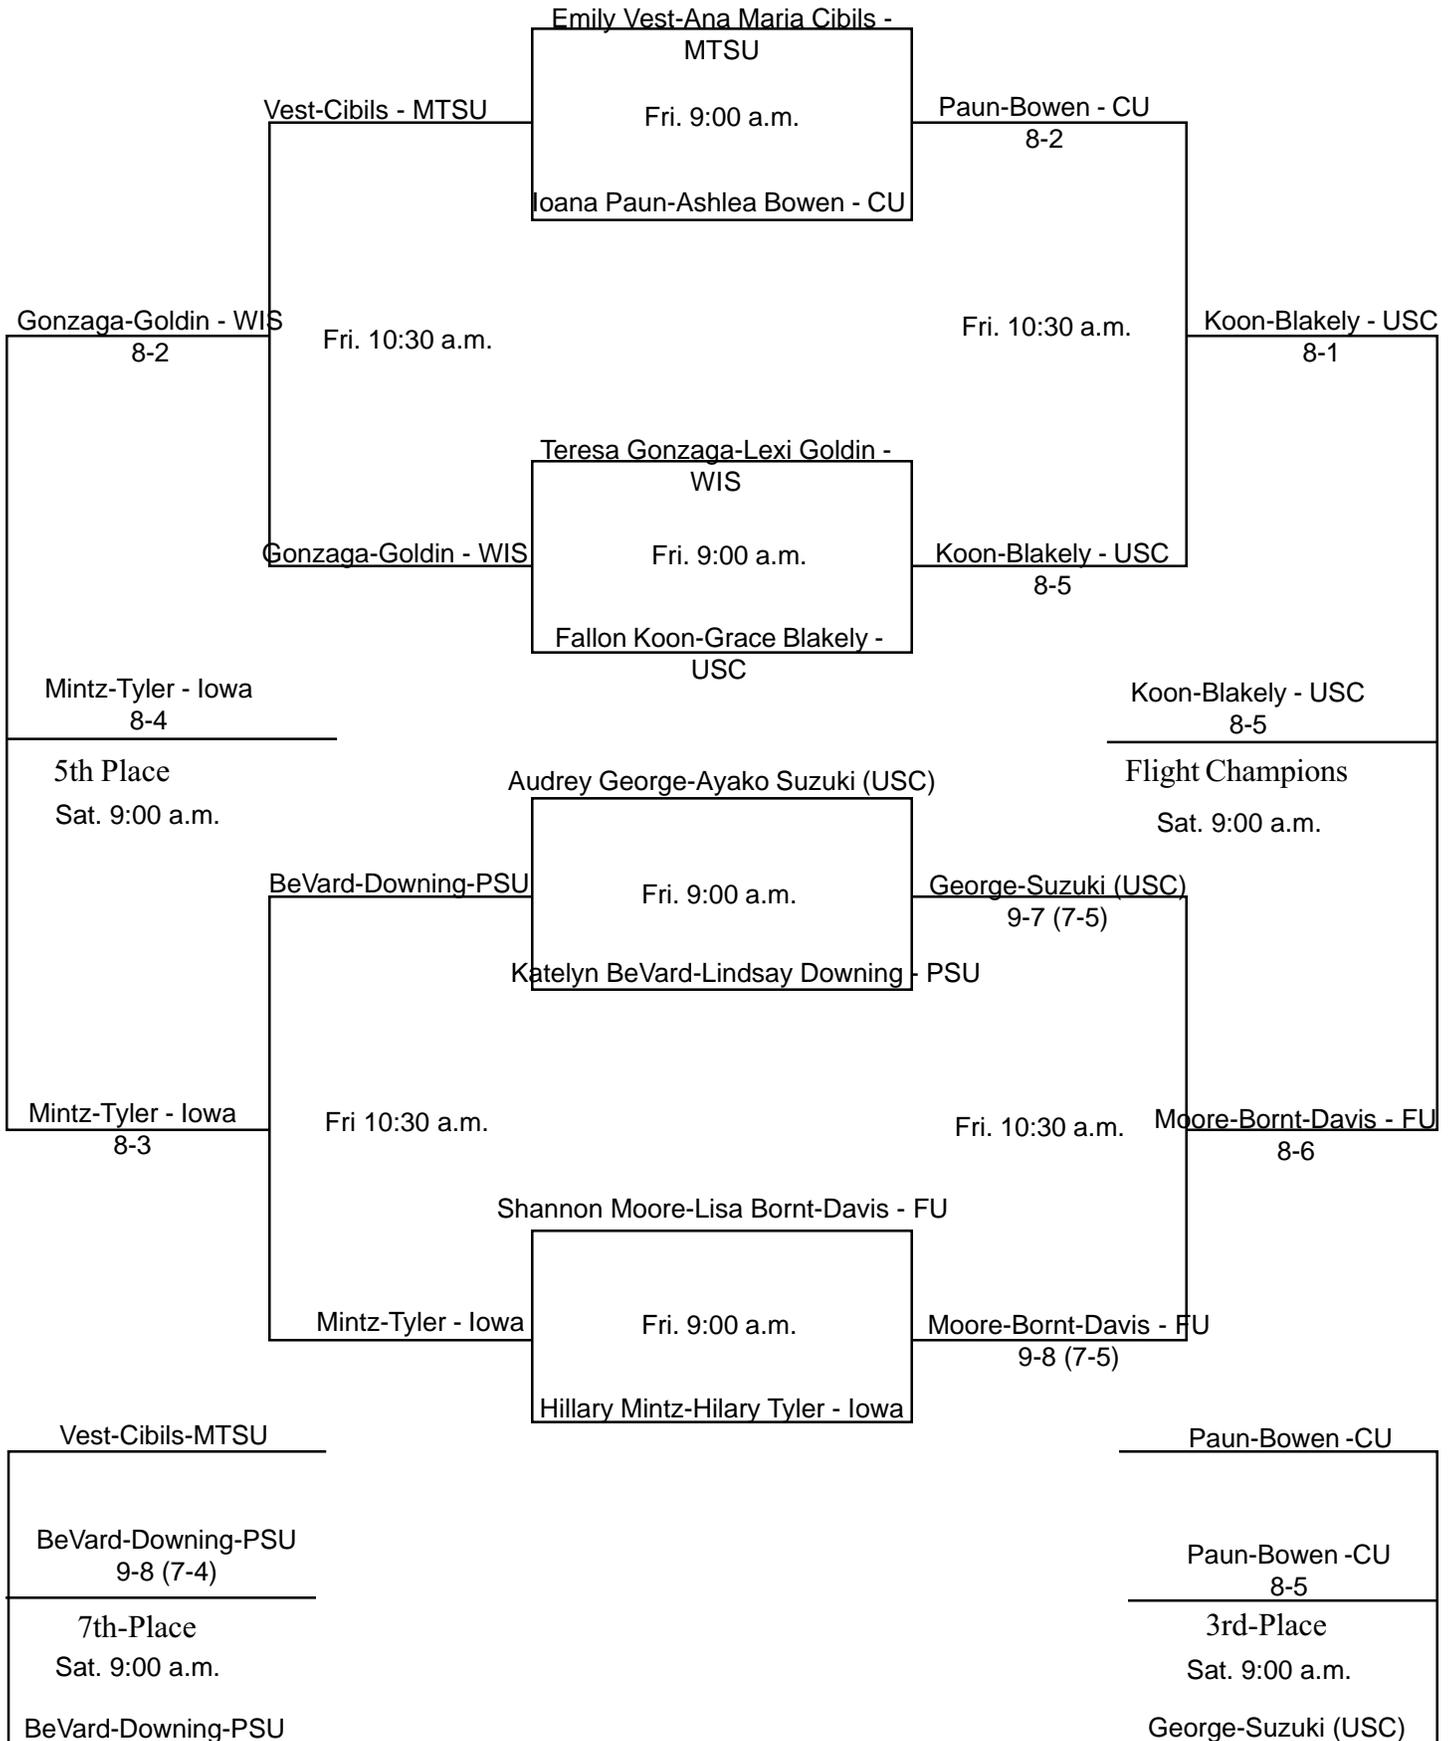 Emily Vest-Ana Maria Cibils -
MTSU
Vest-Cibils - MTSU
Fri. 9:00 a.m.
Paun-Bowen - CU
8-2
Ioana Paun-Ashlea Bowen - CU
Gonzaga-Goldin - WIS
8-2
Fri. 10:30 a.m.
Fri. 10:30 a.m.
Koon-Blakely - USC
8-1
Teresa Gonzaga-Lexi Goldin -
WIS
Gonzaga-Goldin - WIS
Fri. 9:00 a.m.
Koon-Blakely - USC
8-5
Fallon Koon-Grace Blakely -
USC
Mintz-Tyler - Iowa
8-4
5th Place
Sat. 9:00 a.m.
Koon-Blakely - USC
8-5
Flight Champions
Sat. 9:00 a.m.
Audrey George-Ayako Suzuki (USC)
BeVard-Downing-PSU
Fri. 9:00 a.m.
George-Suzuki (USC)
9-7 (7-5)
Katelyn BeVard-Lindsay Downing - PSU
Mintz-Tyler - Iowa
8-3
Fri 10:30 a.m.
Fri. 10:30 a.m.
Moore-Bornt-Davis - FU
8-6
Shannon Moore-Lisa Bornt-Davis - FU
Mintz-Tyler - Iowa
Fri. 9:00 a.m.
Moore-Bornt-Davis - FU
9-8 (7-5)
Hillary Mintz-Hilary Tyler - Iowa
Vest-Cibils-MTSU
BeVard-Downing-PSU
9-8 (7-4)
7th-Place
Sat. 9:00 a.m.
BeVard-Downing-PSU
Paun-Bowen -CU
Paun-Bowen -CU
8-5
3rd-Place
Sat. 9:00 a.m.
George-Suzuki (USC)